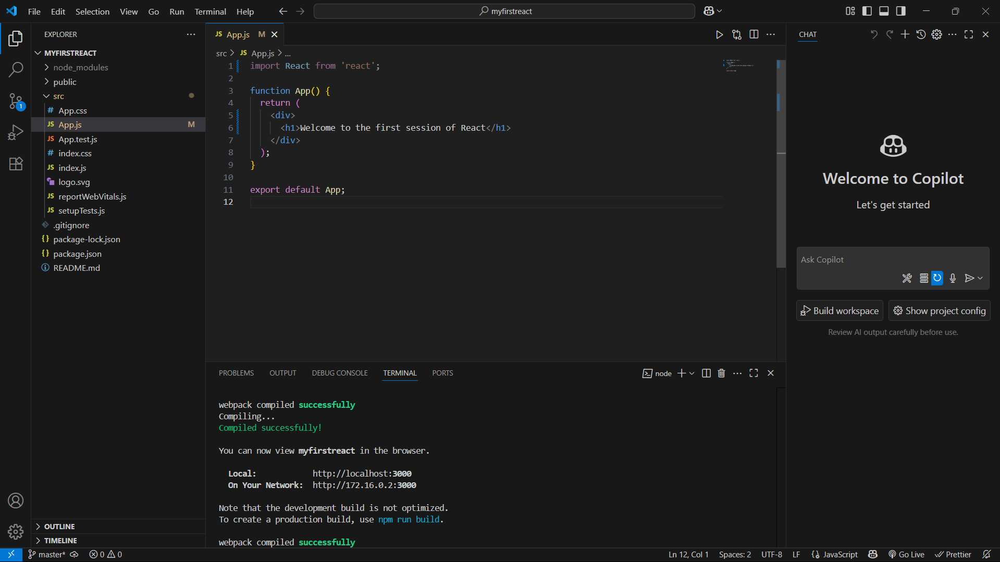 File Edit Selection View Go Run Terminal Help
myfirstreact
EXPLORER
MYFIRSTREACT
node_modules
public
src
# App.css
JS App.js M
JS App.test.js
# index.css
JS index.js
logo.svg
JS reportWebVitals.js
JS setupTests.js
.gitignore
{} package-lock.json
{} package.json
README.md
OUTLINE
TIMELINE
1
JS App.js M
src > JS App.js > ...
1 import React from 'react';
2
3 function App() {
4 return (
5 <div>
6 <h1>Welcome to the first session of React</h1>
7 </div>
8 );
9 }
10
11 export default App;
12
PROBLEMS OUTPUT DEBUG CONSOLE TERMINAL PORTS
node
webpack compiled successfully
Compiling...
Compiled successfully!
You can now view myfirstreact in the browser.
Local: http://localhost:3000
On Your Network: http://172.16.0.2:3000
Note that the development build is not optimized.
To create a production build, use npm run build.
webpack compiled successfully
CHAT
Welcome to Copilot
Let's get started
Ask Copilot
Build workspace
Show project config
Review AI output carefully before use.
master* 0 0
Ln 12, Col 1 Spaces: 2 UTF-8 LF {} JavaScript Go Live Prettier